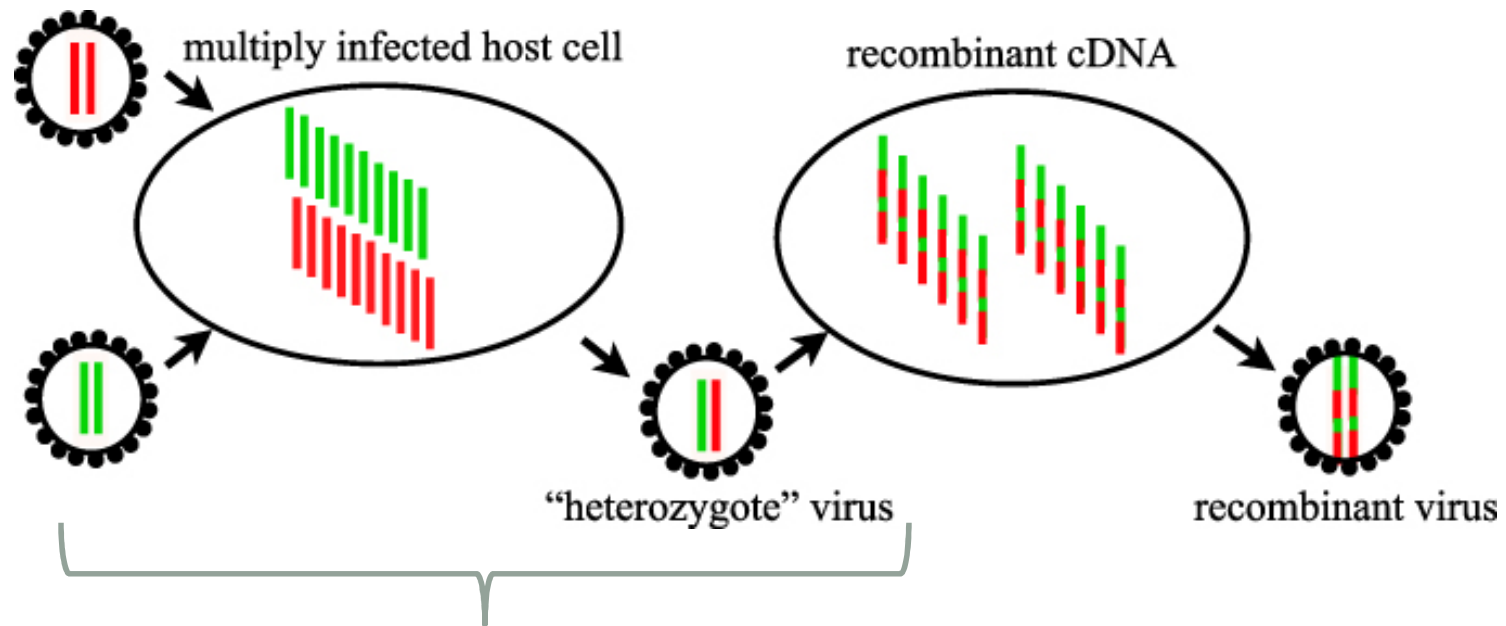 multiply infected host cell
recombinant cDNA
“heterozygote” virus
recombinant virus